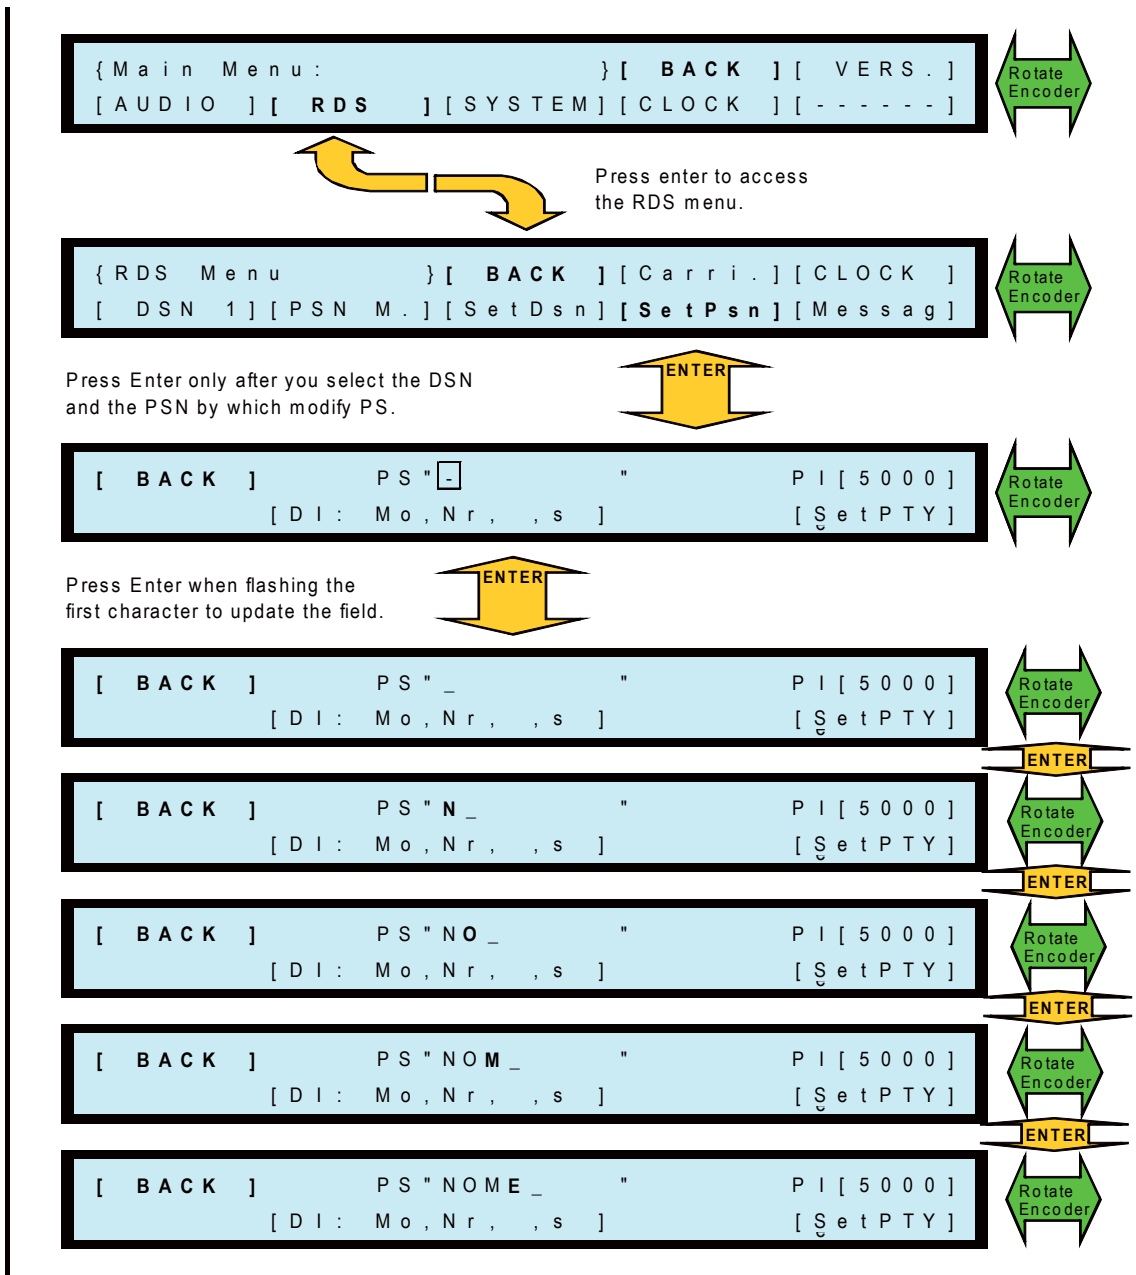 {Main Menu: }[ BACK ][ VERS.]
[AUDIO ][ RDS ][SYSTEM][CLOCK ][------]
Rotate
Encoder
Press enter to access
the RDS menu.
{RDS Menu }[ BACK ][Carri.][CLOCK ]
[ DSN 1][PSN M.][SetDsn][SetPsn][Messag]
Rotate
Encoder
ENTER
Press Enter only after you select the DSN
and the PSN by which modify PS.
[ BACK ] PS"- " PI[5000]
[DI: Mo,Nr, ,s ] [SetPTY]
Rotate
Encoder
ENTER
Press Enter when flashing the
first character to update the field.
[ BACK ] PS"_ " PI[5000]
[DI: Mo,Nr, ,s ] [SetPTY]
Rotate
Encoder
ENTER
[ BACK ] PS"N_ " PI[5000]
[DI: Mo,Nr, ,s ] [SetPTY]
Rotate
Encoder
ENTER
[ BACK ] PS"NO_ " PI[5000]
[DI: Mo,Nr, ,s ] [SetPTY]
Rotate
Encoder
ENTER
[ BACK ] PS"NOM_ " PI[5000]
[DI: Mo,Nr, ,s ] [SetPTY]
Rotate
Encoder
ENTER
[ BACK ] PS"NOME_ " PI[5000]
[DI: Mo,Nr, ,s ] [SetPTY]
Rotate
Encoder